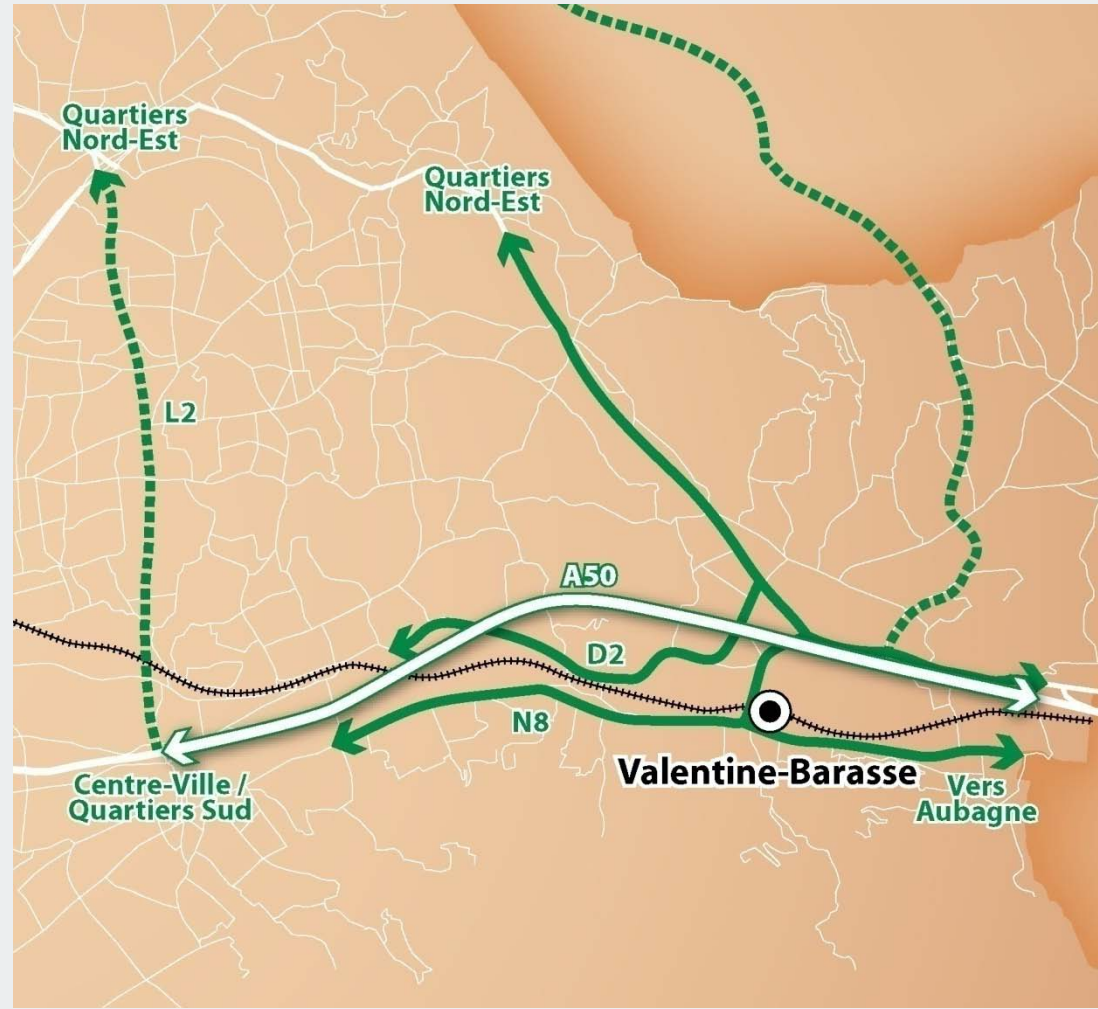 Quartiers
Nord-Est
Quartiers
Nord-Est
L2
A50
D2
N8
Valentine-Barasse
Centre-Ville /
Quartiers Sud
Vers
Aubagne